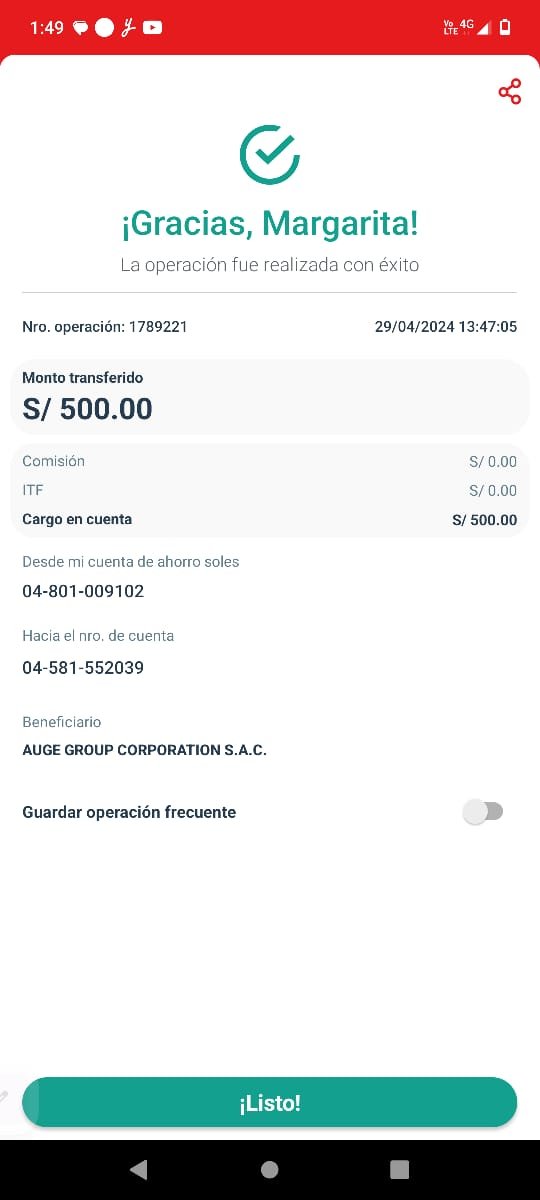 1:49
Vo LTE 4G
¡Gracias, Margarita!
La operación fue realizada con éxito
Nro. operación: 1789221 29/04/2024 13:47:05
Monto transferido
S/ 500.00
Comisión S/ 0.00
ITF S/ 0.00
Cargo en cuenta S/ 500.00
Desde mi cuenta de ahorro soles
04-801-009102
Hacia el nro. de cuenta
04-581-552039
Beneficiario
AUGE GROUP CORPORATION S.A.C.
Guardar operación frecuente
¡Listo!